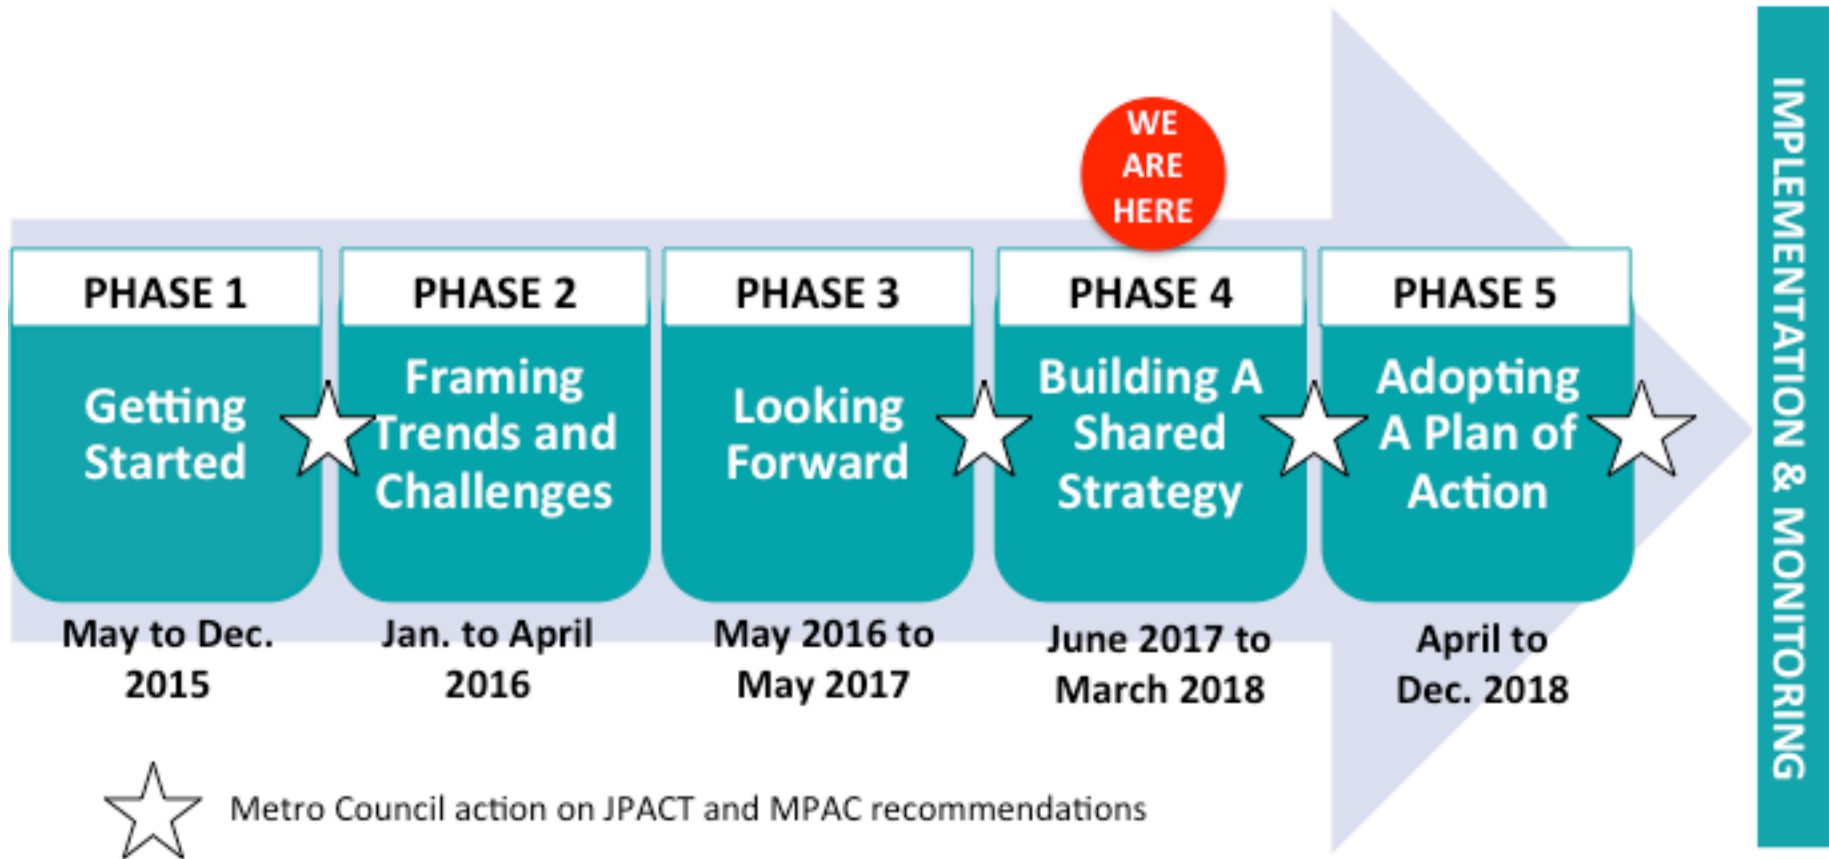 WE
ARE
HERE
PHASE 1
Getting
Started
May to Dec.
2015
PHASE 2
Framing
Trends and
Challenges
Jan. to April
2016
PHASE 3
Looking
Forward
May 2016 to
May 2017
PHASE 4
Building A
Shared
Strategy
June 2017 to
March 2018
PHASE 5
Adopting
A Plan of
Action
April to
Dec. 2018
IMPLEMENTATION & MONITORING
Metro Council action on JPACT and MPAC recommendations